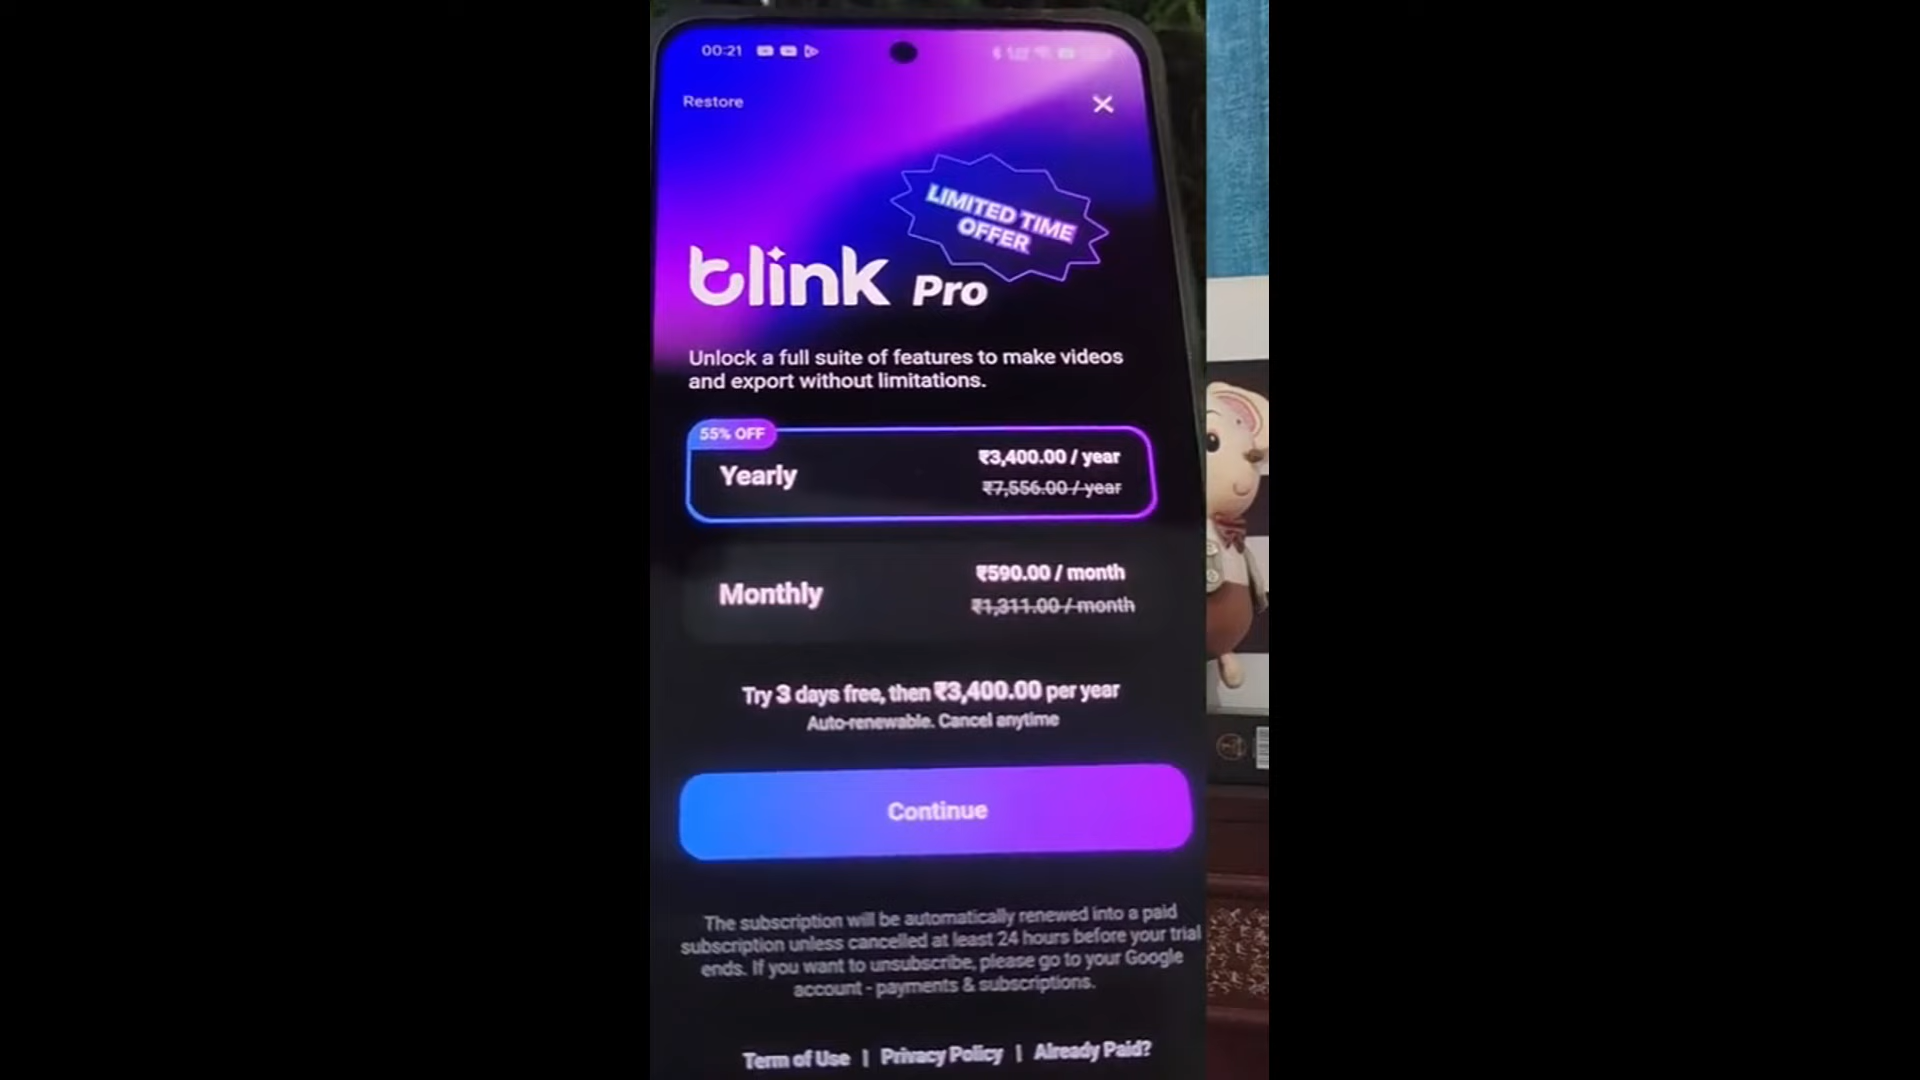 00:21
Restore
LIMITED TIME
OFFER
blink Pro
Unlock a full suite of features to make videos
and export without limitations.
55% OFF
Yearly
₹3,400.00 / year
₹7,556.00 / year
Monthly
₹590.00 / month
₹1,311.00 / month
Try 3 days free, then ₹3,400.00 per year
Auto-renewable. Cancel anytime
Continue
The subscription will be automatically renewed into a paid
subscription unless cancelled at least 24 hours before your trial
ends. If you want to unsubscribe, please go to your Google
account - payments & subscriptions.
Term of Use | Privacy Policy | Already Paid?